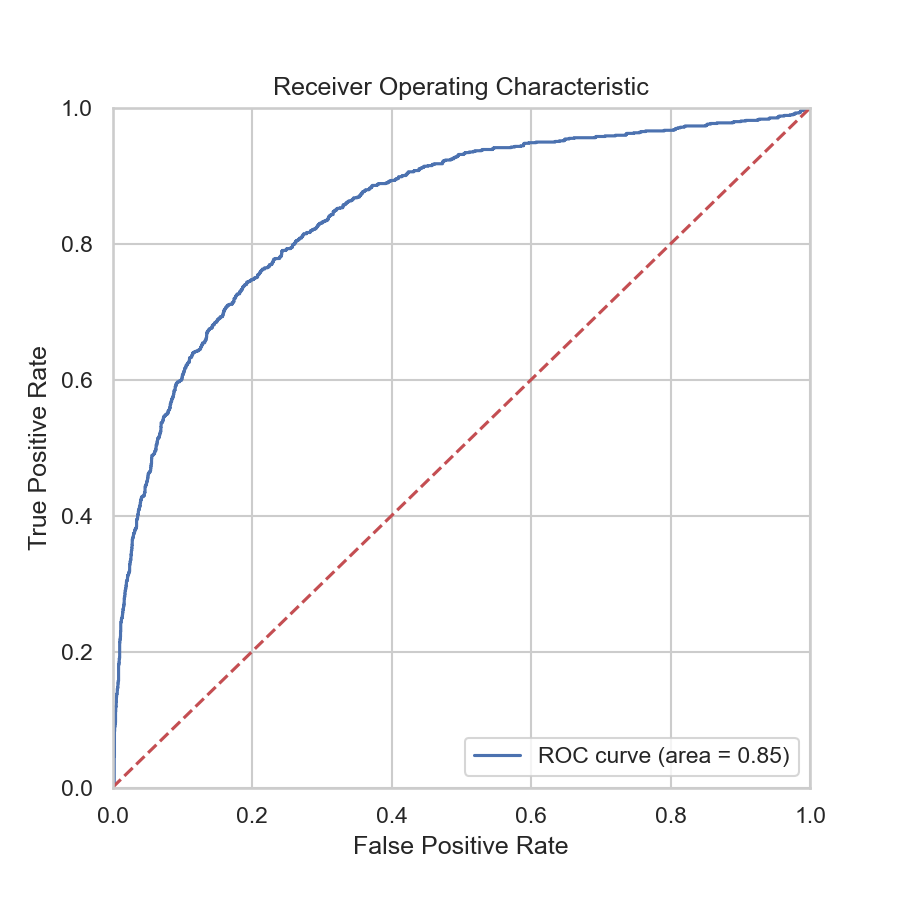 Receiver Operating Characteristic
1.0
0.8
0.6
0.4
0.2
0.0
True Positive Rate
ROC curve (area = 0.85)
0.0 0.2 0.4 0.6 0.8 1.0
False Positive Rate